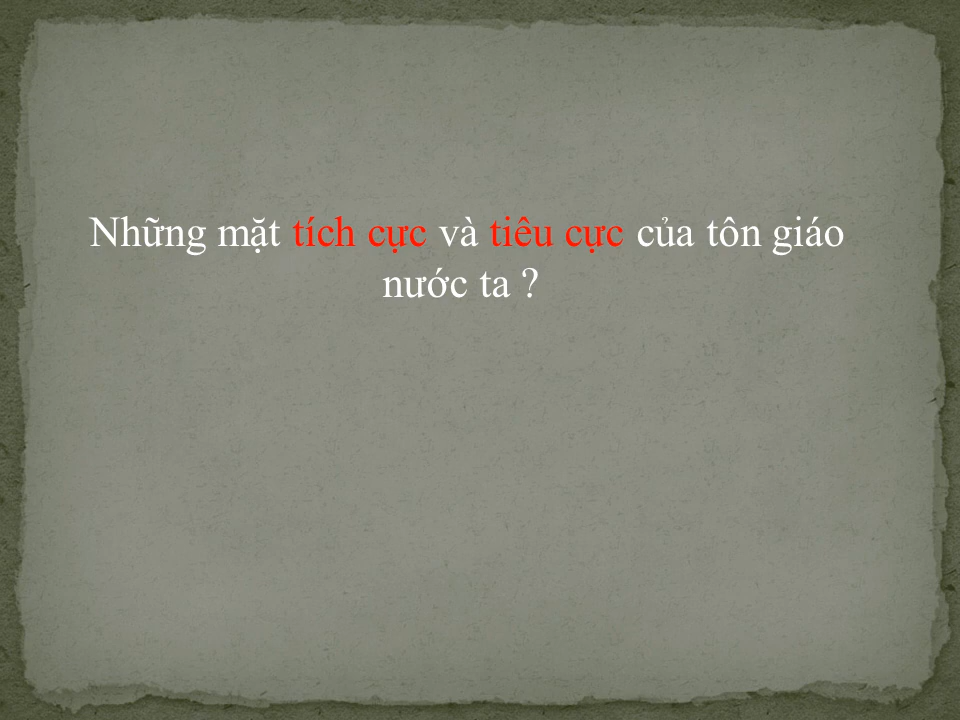 Những mặt tích cực và tiêu cực của tôn giáo
nước ta ?